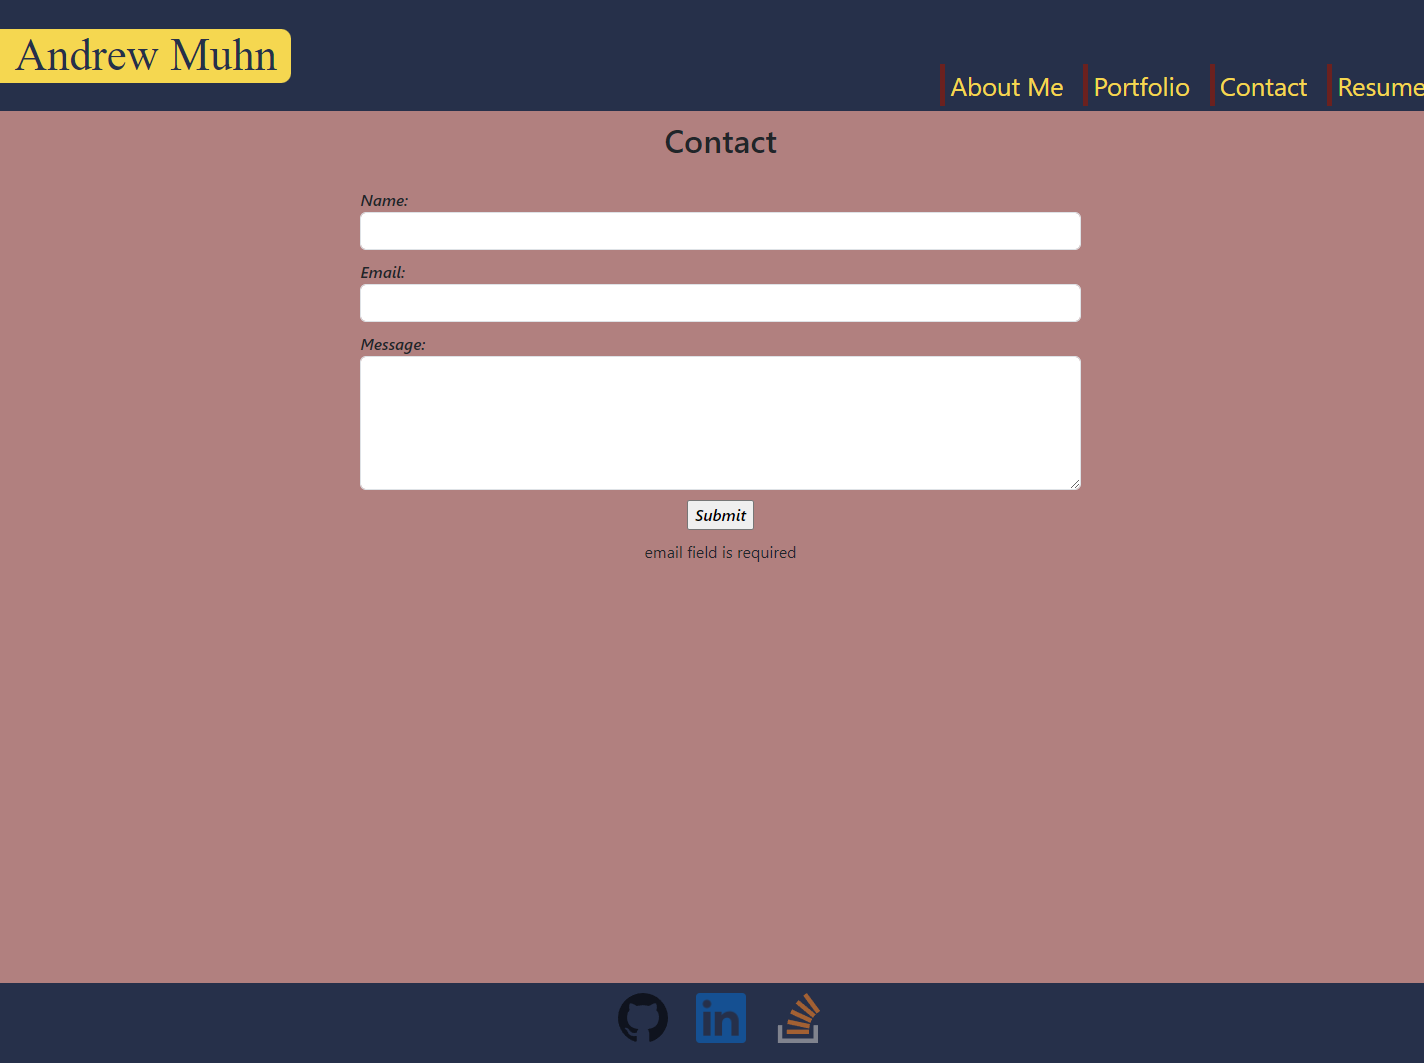 Andrew Muhn
About Me Portfolio Contact Resume
Contact
Name:
Email:
Message:
Submit
email field is required
in